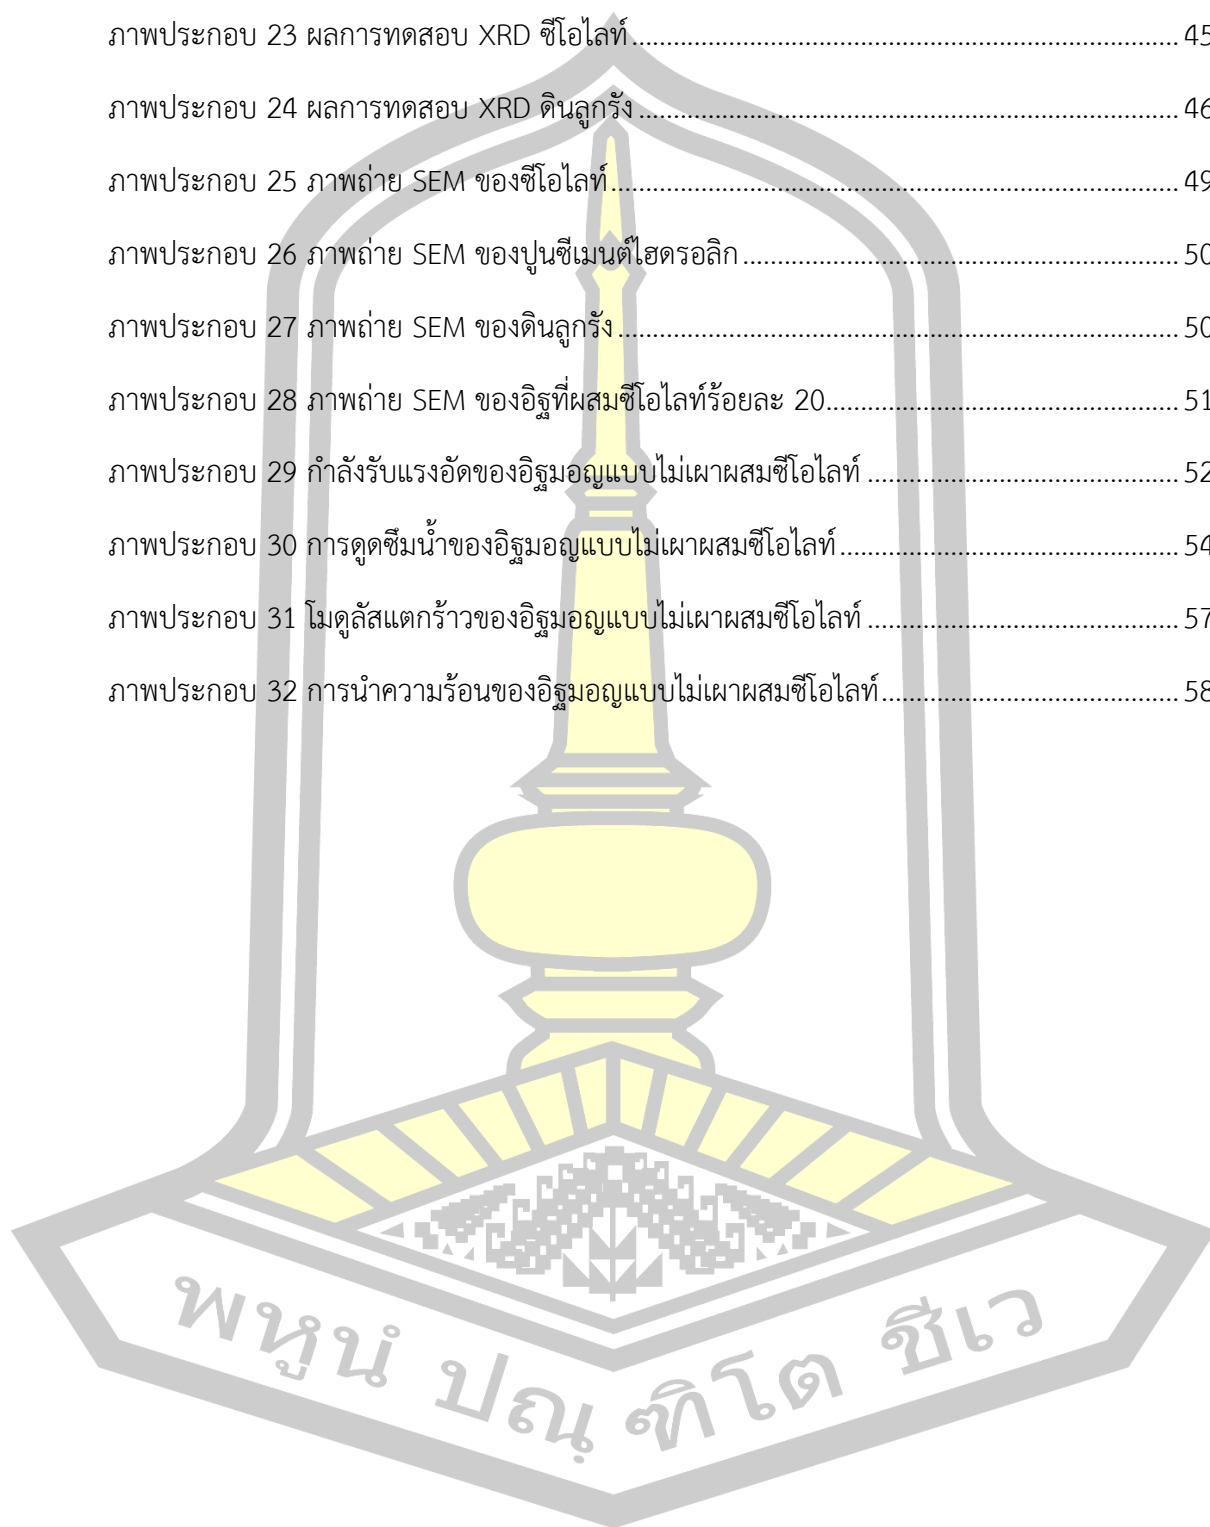 ภาพประกอบ 23 ผลการทดสอบ XRD ซีโอไลท์ .......... 45
ภาพประกอบ 24 ผลการทดสอบ XRD ดินลูกรัง .......... 46
ภาพประกอบ 25 ภาพถ่าย SEM ของซีโอไลท์ .......... 49
ภาพประกอบ 26 ภาพถ่าย SEM ของปูนซีเมนต์ไฮดรอลิก .......... 50
ภาพประกอบ 27 ภาพถ่าย SEM ของดินลูกรัง .......... 50
ภาพประกอบ 28 ภาพถ่าย SEM ของอิฐที่ผสมซีโอไลท์ร้อยละ 20 .......... 51
ภาพประกอบ 29 กำลังรับแรงอัดของอิฐมอญแบบไม่เผาผสมซีโอไลท์ .......... 52
ภาพประกอบ 30 การดูดซึมน้ำของอิฐมอญแบบไม่เผาผสมซีโอไลท์ .......... 54
ภาพประกอบ 31 โมดูลัสแตกร้าวของอิฐมอญแบบไม่เผาผสมซีโอไลท์ .......... 57
ภาพประกอบ 32 การนำความร้อนของอิฐมอญแบบไม่เผาผสมซีโอไลท์ .......... 58
พหูนํ ปณฺฑิโต ชีเว